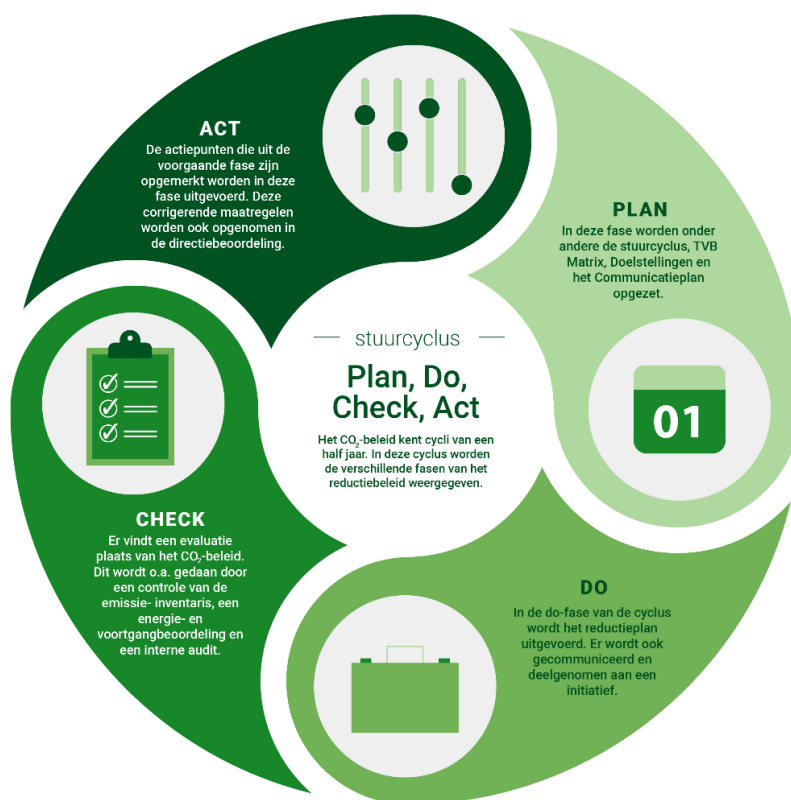 stuurcyclus
Plan, Do,
Check, Act
Het CO₂-beleid kent cycli van een
half jaar. In deze cyclus worden
de verschillende fasen van het
reductiebeleid weergegeven.
PLAN
In deze fase worden onder
andere de stuurcyclus, TVB
Matrix, Doelstellingen en
het Communicatieplan
opgezet.
01
DO
In de do-fase van de cyclus
wordt het reductieplan
uitgevoerd. Er wordt ook
gecommuniceerd en
deelgenomen aan een
initiatief.
CHECK
Er vindt een evaluatie
plaats van het CO₂-beleid.
Dit wordt o.a. gedaan door
een controle van de
emissie- inventaris, een
energie- en
voortgangbeoordeling en
een interne audit.
ACT
De actiepunten die uit de
voorgaande fase zijn
opgemerkt worden in deze
fase uitgevoerd. Deze
corrigerende maatregelen
worden ook opgenomen in
de directiebeoordeling.